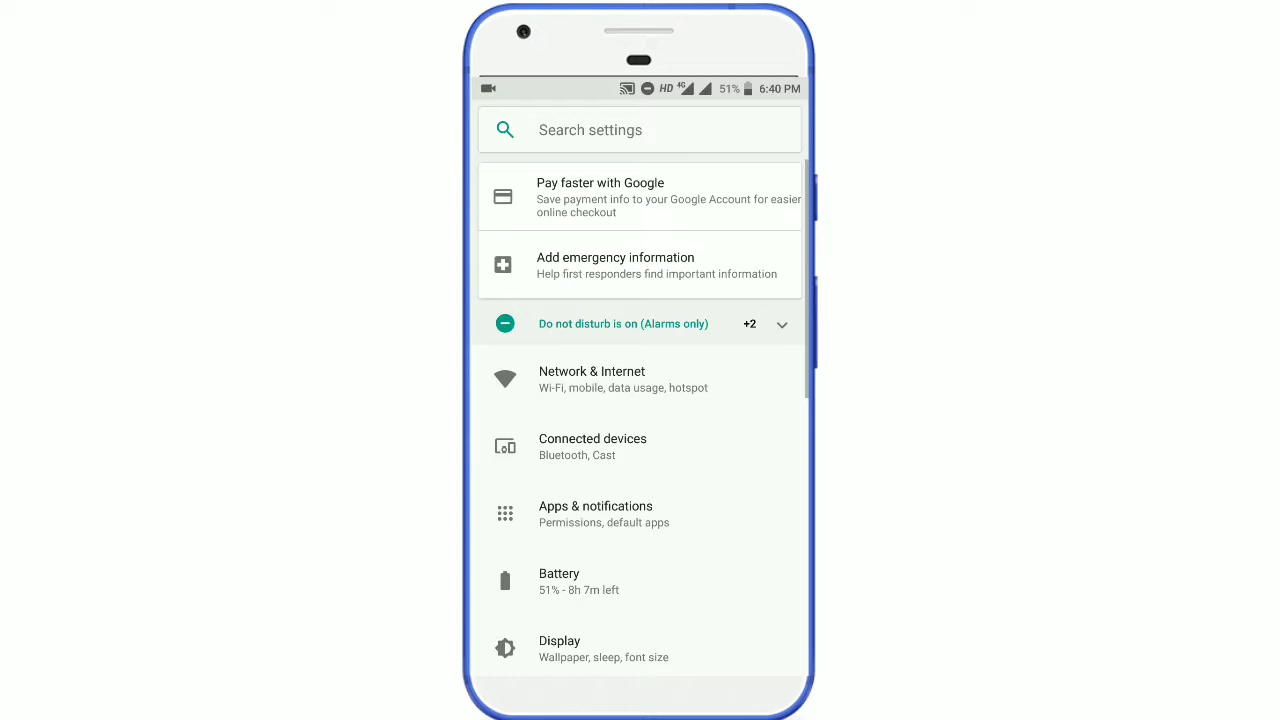 HD 4G 51% 6:40 PM
Search settings
Pay faster with Google
Save payment info to your Google Account for easier
online checkout
Add emergency information
Help first responders find important information
Do not disturb is on (Alarms only) +2
Network & Internet
Wi-Fi, mobile, data usage, hotspot
Connected devices
Bluetooth, Cast
Apps & notifications
Permissions, default apps
Battery
51% - 8h 7m left
Display
Wallpaper, sleep, font size